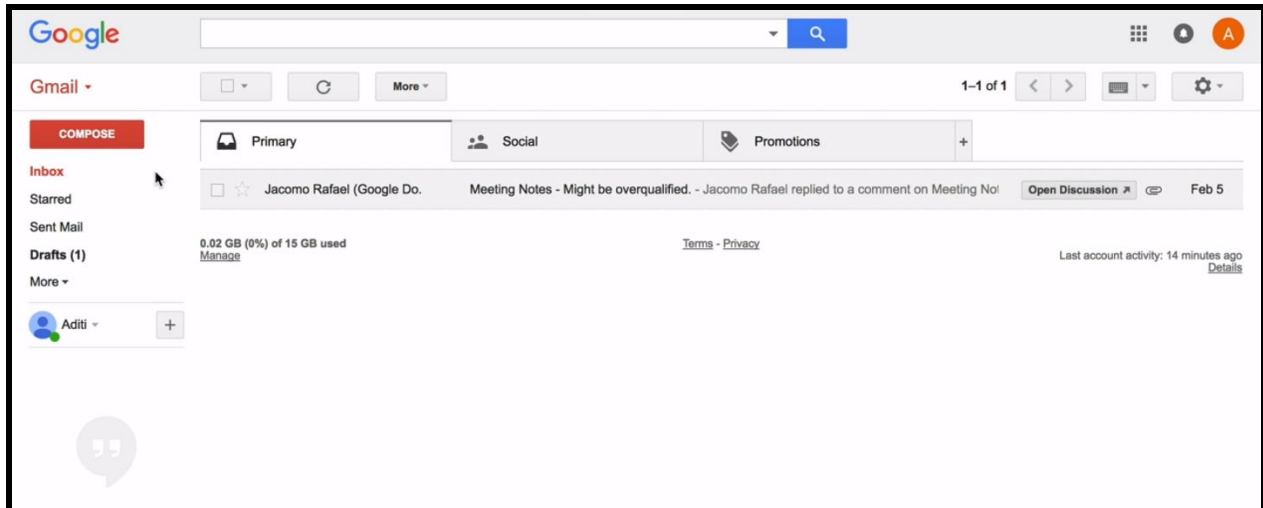 Google
A
Gmail
More
1–1 of 1
COMPOSE
Primary
Social
Promotions
+
Inbox
Starred
Sent Mail
Drafts (1)
More
Jacomo Rafael (Google Do.
Meeting Notes - Might be overqualified. - Jacomo Rafael replied to a comment on Meeting Not
Open Discussion
Feb 5
0.02 GB (0%) of 15 GB used
Manage
Terms - Privacy
Last account activity: 14 minutes ago
Details
Aditi
+